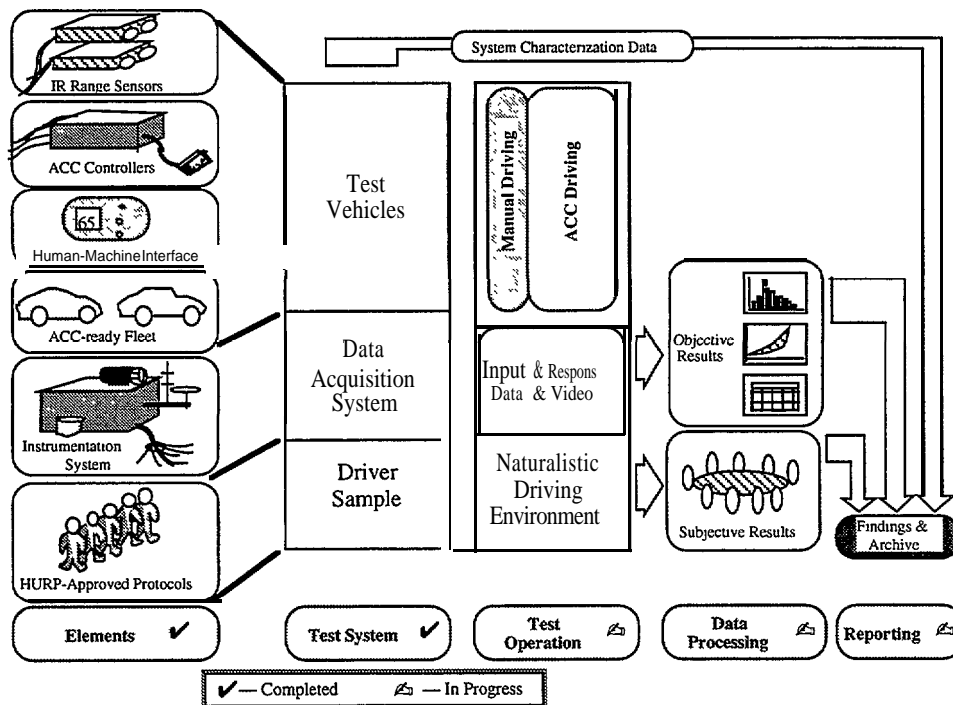 System Characterization Data
IR Range Sensors
ACC Controllers
65
Human-Machine Interface
ACC-ready Fleet
Instrumentation
System
HURP-Approved Protocols
Test
Vehicles
Data
Acquisition
System
Driver
Sample
Manual Driving
ACC Driving
Input & Respons
Data & Video
Naturalistic
Driving
Environment
Objective
Results
Subjective Results
Findings &
Archive
Elements ✔
Test System ✔
Test
Operation ✍
Data
Processing ✍
Reporting ✍
✔ — Completed ✍ — In Progress